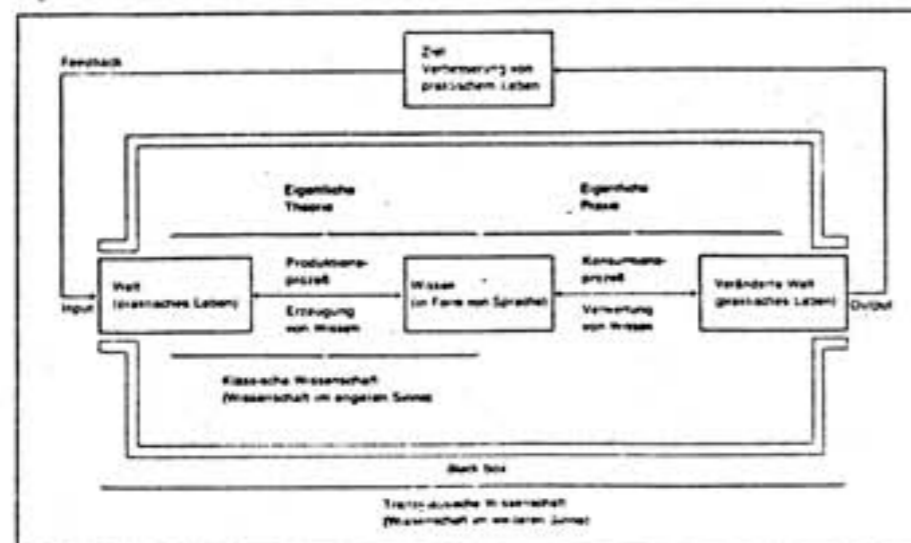 Feedback
Ziel
Verbesserung von
praktischem Leben
Eigentliche
Theorie
Eigentliche
Praxis
Input
Welt
(praktisches Leben)
Produktions-
prozeß
Erzeugung
von Wissen
Wissen
(in Form von Sprache)
Konsumtions-
prozeß
Verwertung
von Wissen
Veränderte Welt
(praktisches Leben)
Output
Klassische Wissenschaft
(Wissenschaft im engeren Sinne)
Black box
Wissenschaft
(Wissenschaft im weiteren Sinne)